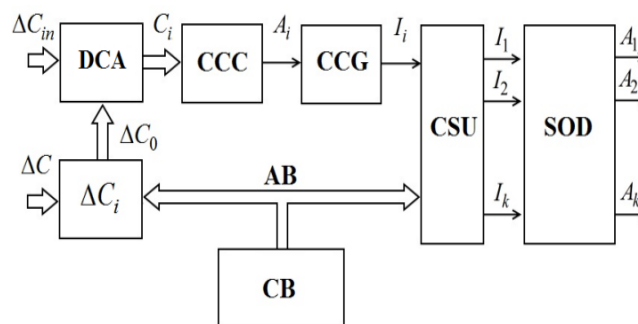 ΔC_in
C_i
A_i
I_i
I_1
A_1
DCA
CCC
CCG
I_2
A_2
CSU
SOD
ΔC_0
ΔC
AB
ΔC_i
I_k
A_k
CB